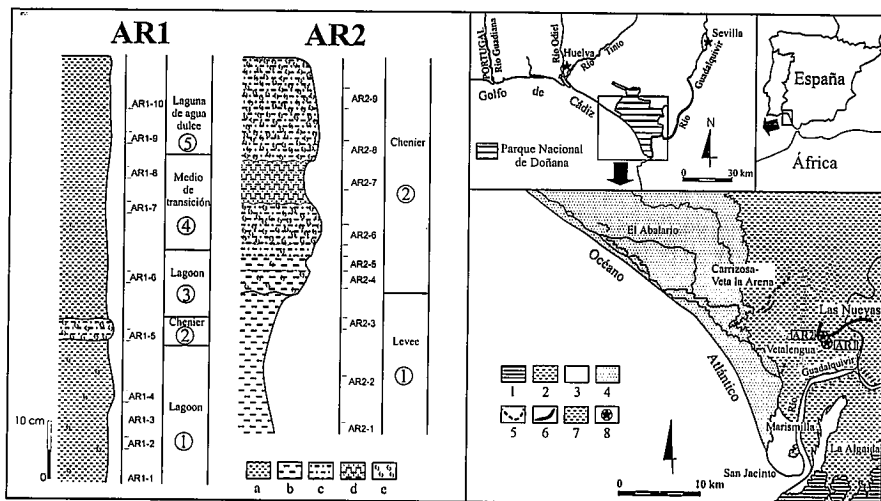 AR1
AR2
AR1-10
AR1-9
AR1-8
AR1-7
AR1-6
AR1-5
AR1-4
AR1-3
AR1-2
AR1-1
Laguna
de agua
dulce
5
Medio
de
transición
4
Lagoon
3
Chenier
2
Lagoon
1
10 cm
0
AR2-9
AR2-8
AR2-7
AR2-6
AR2-5
AR2-4
AR2-3
AR2-2
AR2-1
Chenier
2
Levee
1
a b c d e
PORTUGAL
Río Guadiana
Río Odiel
Huelva
Río Tinto
Sevilla
Río Guadalquivir
Golfo de Cádiz
Parque Nacional
de Doñana
N
0 30 km
España
África
El Abalario
Océano
Atlántico
Carrizosa-
Veta la Arena
Las Nuevas
AR2
AR1
Vetalengua
Río Guadalquivir
Marismilla
La Algaida
San Jacinto
1 2 3 4
5 6 7 8
0 10 km